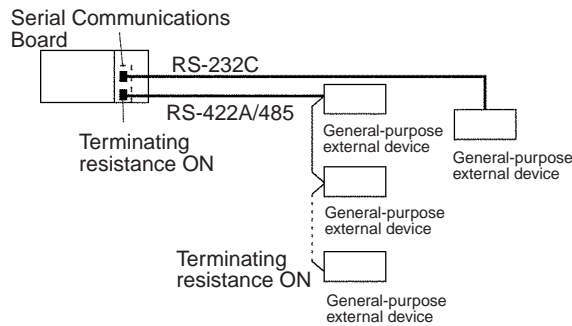 Serial Communications
Board
RS-232C
RS-422A/485
Terminating
resistance ON
General-purpose
external device
General-purpose
external device
General-purpose
external device
Terminating
resistance ON
General-purpose
external device